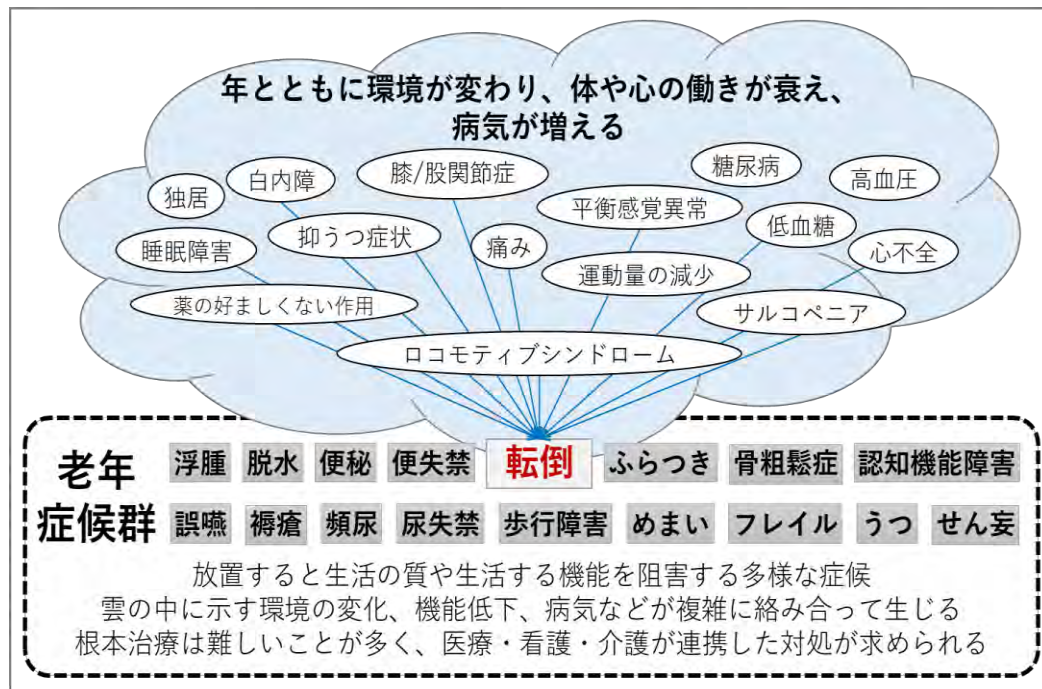 年とともに環境が変わり、体や心の働きが衰え、
病気が増える
独居
白内障
膝/股関節症
糖尿病
高血圧
睡眠障害
抑うつ症状
痛み
平衡感覚異常
低血糖
心不全
運動量の減少
薬の好ましくない作用
サルコペニア
ロコモティブシンドローム
老年
症候群
浮腫 脱水 便秘 便失禁 転倒 ふらつき 骨粗鬆症 認知機能障害
誤嚥 褥瘡 頻尿 尿失禁 歩行障害 めまい フレイル うつ せん妄
放置すると生活の質や生活する機能を阻害する多様な症候
雲の中に示す環境の変化、機能低下、病気などが複雑に絡み合って生じる
根本治療は難しいことが多く、医療・看護・介護が連携した対処が求められる